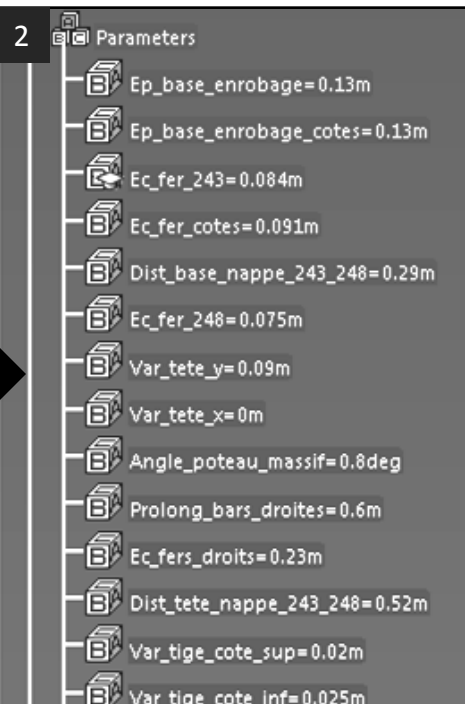 2
Parameters
Ep_base_enrobage=0.13m
Ep_base_enrobage_cotes=0.13m
Ec_fer_243=0.084m
Ec_fer_cotes=0.091m
Dist_base_nappe_243_248=0.29m
Ec_fer_248=0.075m
Var_tete_y=0.09m
Var_tete_x=0m
Angle_poteau_massif=0.8deg
Prolong_bars_droites=0.6m
Ec_fers_droits=0.23m
Dist_tete_nappe_243_248=0.52m
Var_tige_cote_sup=0.02m
Var_tige_cote_inf=0.025m